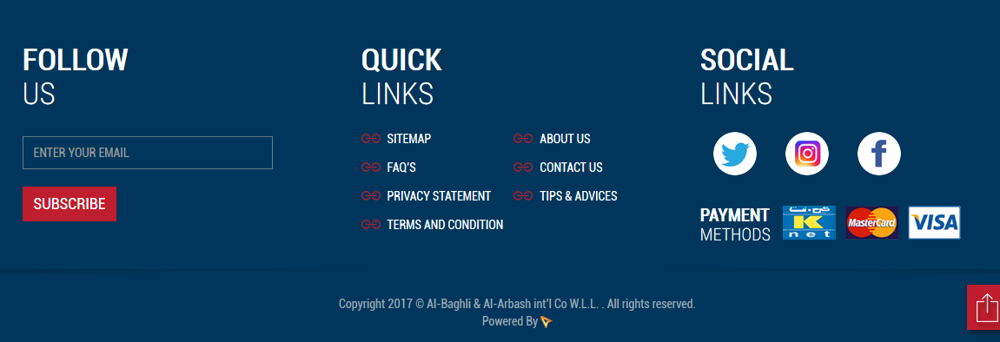 FOLLOW
US
ENTER YOUR EMAIL
SUBSCRIBE
QUICK
LINKS
SITEMAP
FAQ'S
PRIVACY STATEMENT
TERMS AND CONDITION
ABOUT US
CONTACT US
TIPS & ADVICES
SOCIAL
LINKS
PAYMENT
METHODS
كي نت
K
net
MasterCard
VISA
Copyright 2017 © Al-Baghli & Al-Arbash int'l Co W.L.L. . All rights reserved.
Powered By